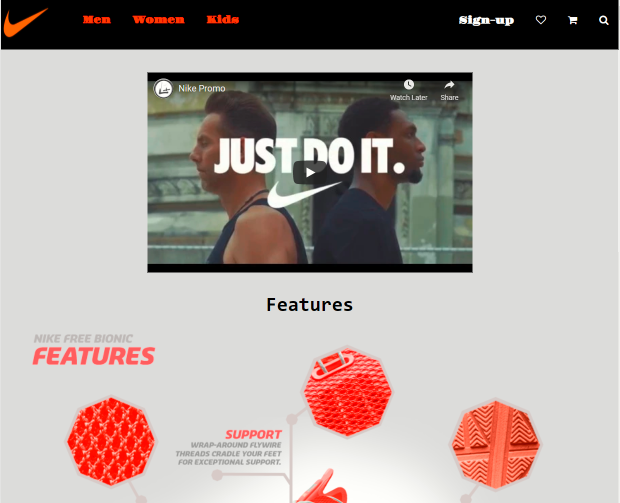 Men Women Kids Sign-up
Nike Promo
Watch Later Share
JUST DO IT.
Features
NIKE FREE BIONIC
FEATURES
SUPPORT
WRAP-AROUND FLYWIRE
THREADS CRADLE YOUR FEET
FOR EXCEPTIONAL SUPPORT.